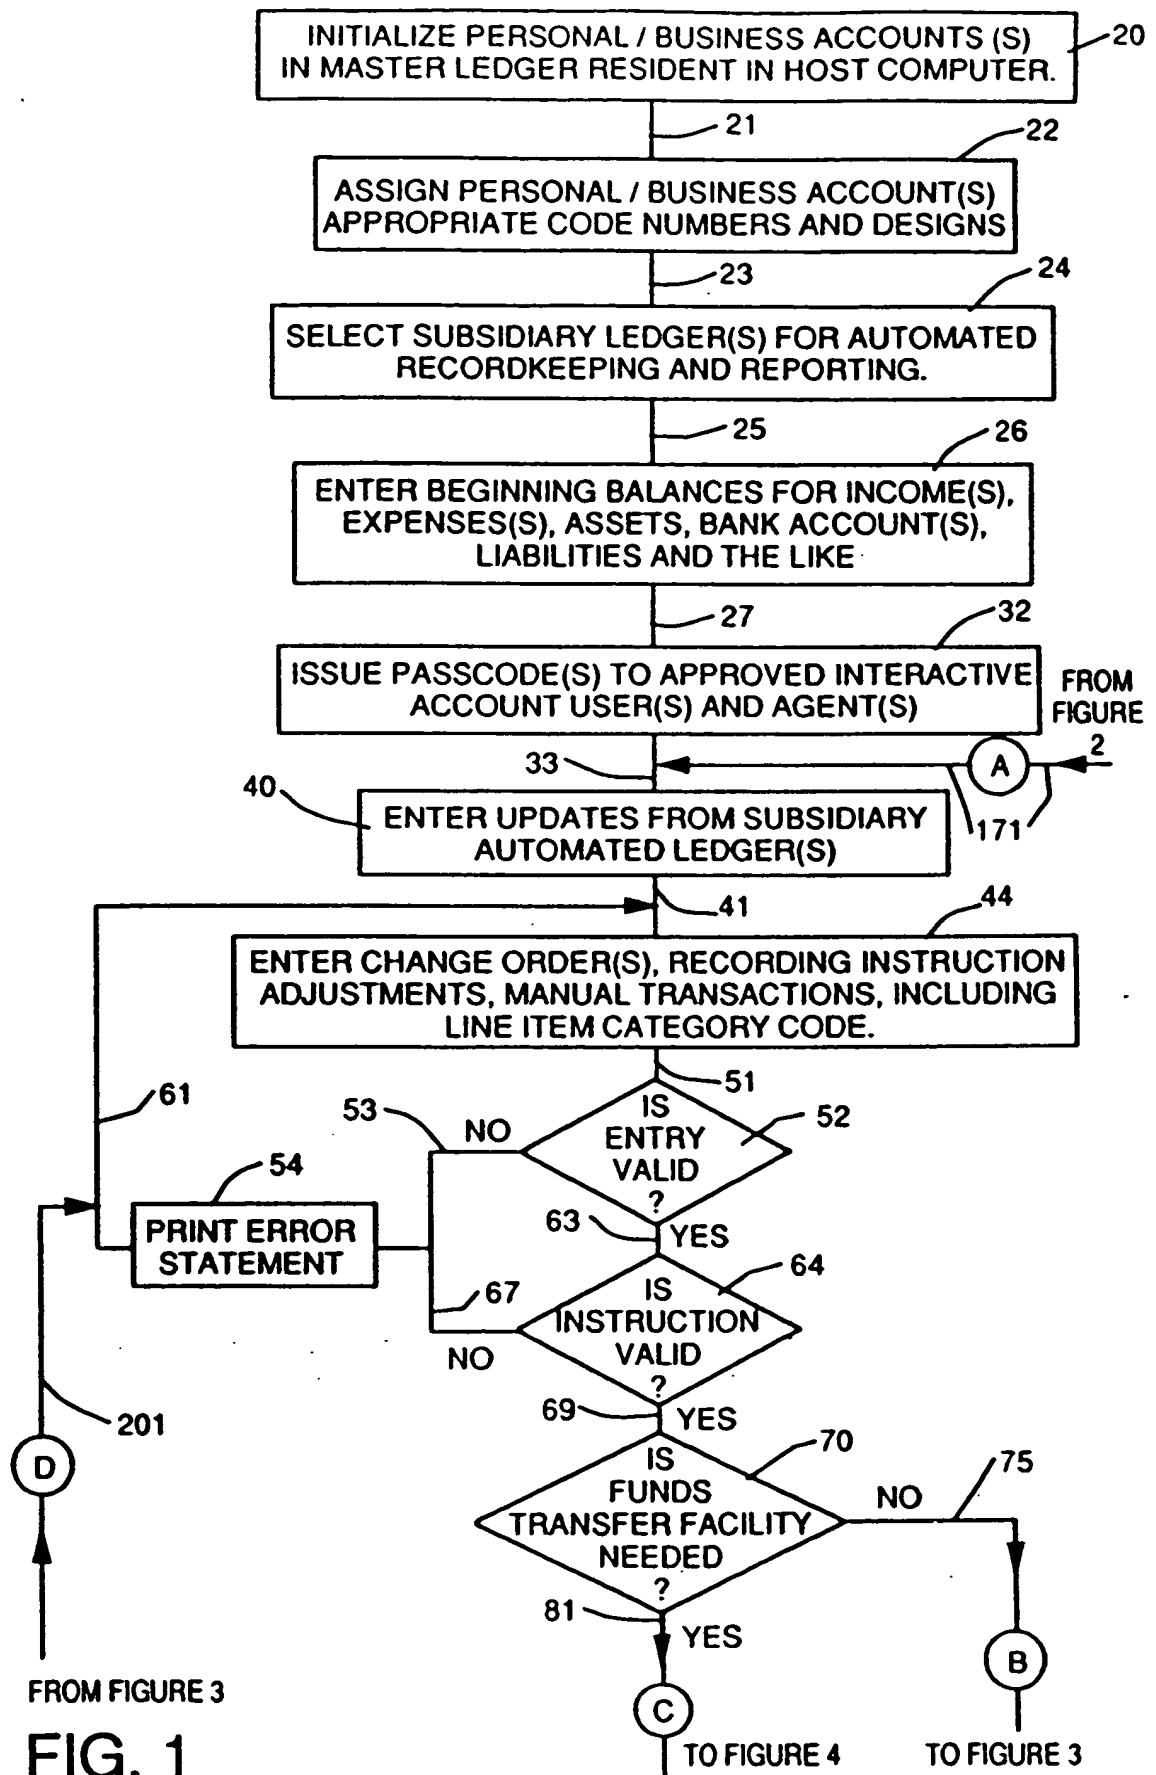 INITIALIZE PERSONAL / BUSINESS ACCOUNTS (S)
IN MASTER LEDGER RESIDENT IN HOST COMPUTER.
20
21
22
ASSIGN PERSONAL / BUSINESS ACCOUNT(S)
APPROPRIATE CODE NUMBERS AND DESIGNS
23
24
SELECT SUBSIDIARY LEDGER(S) FOR AUTOMATED
RECORDKEEPING AND REPORTING.
25
26
ENTER BEGINNING BALANCES FOR INCOME(S),
EXPENSES(S), ASSETS, BANK ACCOUNT(S),
LIABILITIES AND THE LIKE
27
32
ISSUE PASSCODE(S) TO APPROVED INTERACTIVE
ACCOUNT USER(S) AND AGENT(S)
FROM
FIGURE
2
A
171
33
40
ENTER UPDATES FROM SUBSIDIARY
AUTOMATED LEDGER(S)
41
44
ENTER CHANGE ORDER(S), RECORDING INSTRUCTION
ADJUSTMENTS, MANUAL TRANSACTIONS, INCLUDING
LINE ITEM CATEGORY CODE.
51
61
53
NO
IS
ENTRY
VALID
?
52
54
PRINT ERROR
STATEMENT
63
YES
67
NO
IS
INSTRUCTION
VALID
?
64
69
YES
201
D
IS
FUNDS
TRANSFER FACILITY
NEEDED
?
70
NO
75
81
YES
B
C
FROM FIGURE 3
FIG. 1
TO FIGURE 4
TO FIGURE 3